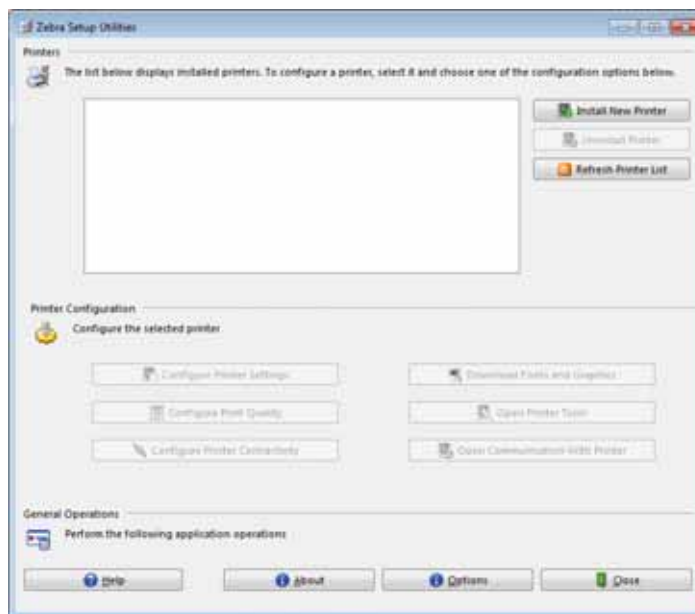 Zebra Setup Utilities
Printers
The list below displays installed printers. To configure a printer, select it and choose one of the configuration options below.
Install New Printer
Uninstall Printer
Refresh Printer List
Printer Configuration
Configure the selected printer
Configure Printer Settings
Download Fonts and Graphics
Configure Print Quality
Open Printer Tools
Configure Printer Connectivity
Open Communication With Printer
General Operations
Perform the following application operations
Help
About
Options
Close